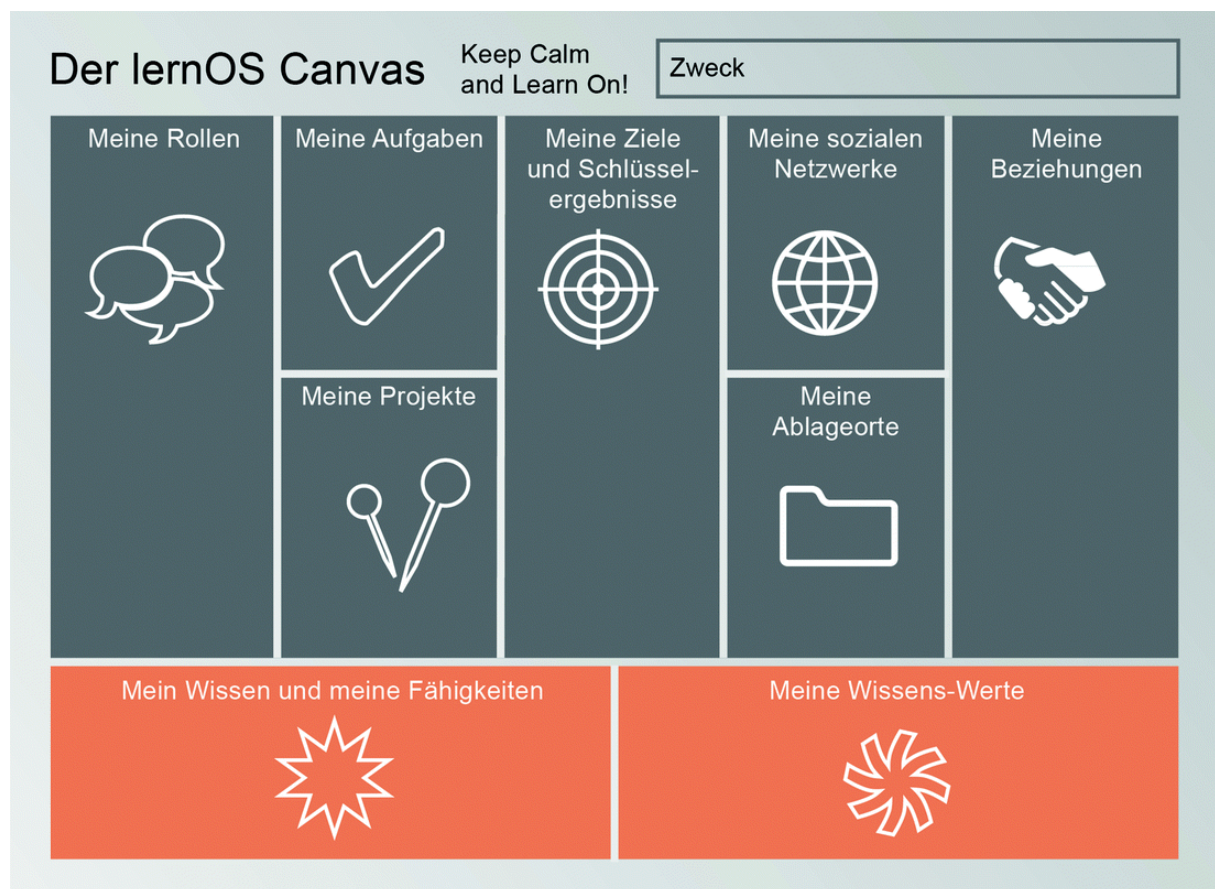 Der lernOS Canvas
Keep Calm
and Learn On!
Zweck
Meine Rollen
Meine Aufgaben
Meine Ziele
und Schlüssel-
ergebnisse
Meine sozialen
Netzwerke
Meine
Beziehungen
Meine Projekte
Meine
Ablageorte
Mein Wissen und meine Fähigkeiten
Meine Wissens-Werte